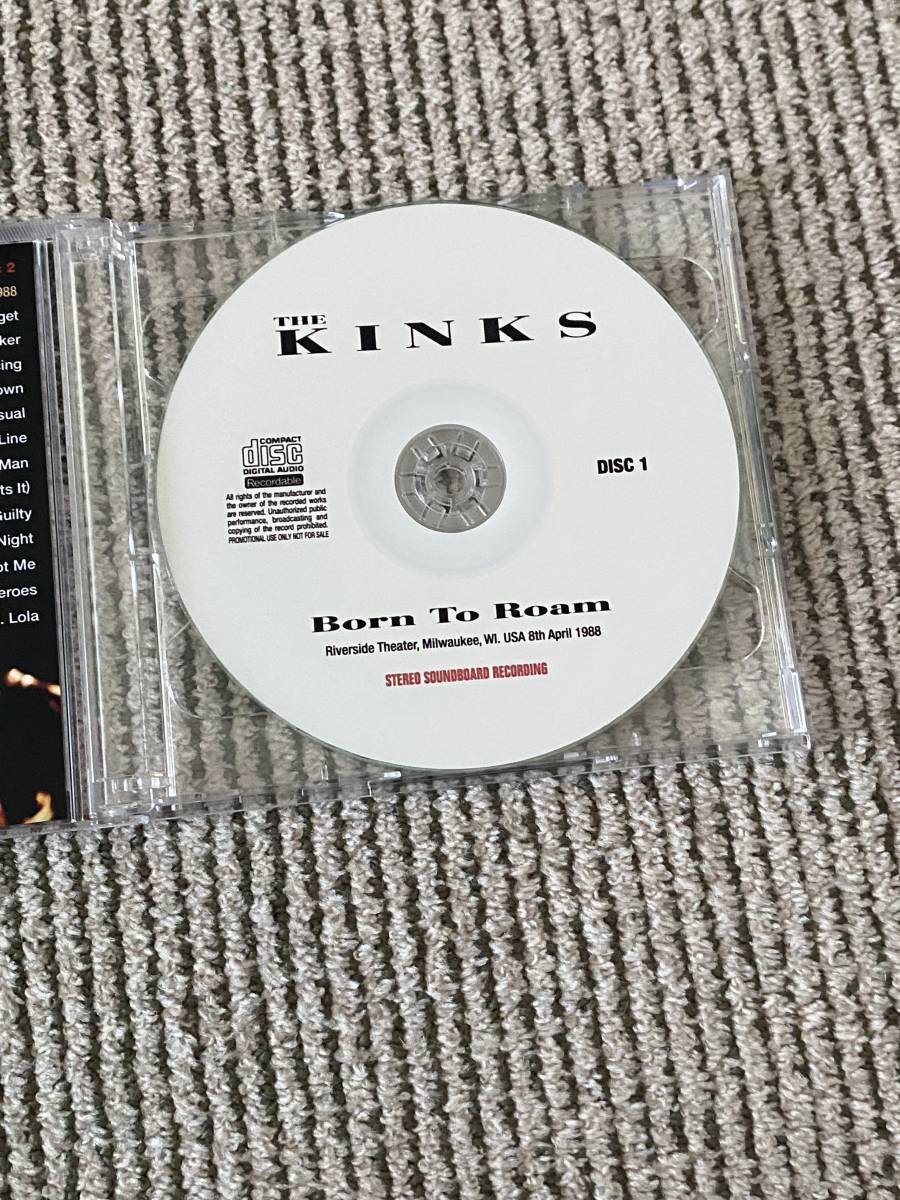 2
988
get
ker
cing
own
sual
Line
Man
ts It)
Guilty
Night
ot Me
eroes
. Lola
THE
KINKS
COMPACT
disc
DIGITAL AUDIO
Recordable
All rights of the manufacturer and
the owner of the recorded works
are reserved. Unauthorized public
performance, broadcasting and
copying of the record prohibited.
PROMOTIONAL USE ONLY NOT FOR SALE
DISC 1
Born To Roam
Riverside Theater, Milwaukee, WI. USA 8th April 1988
STEREO SOUNDBOARD RECORDING